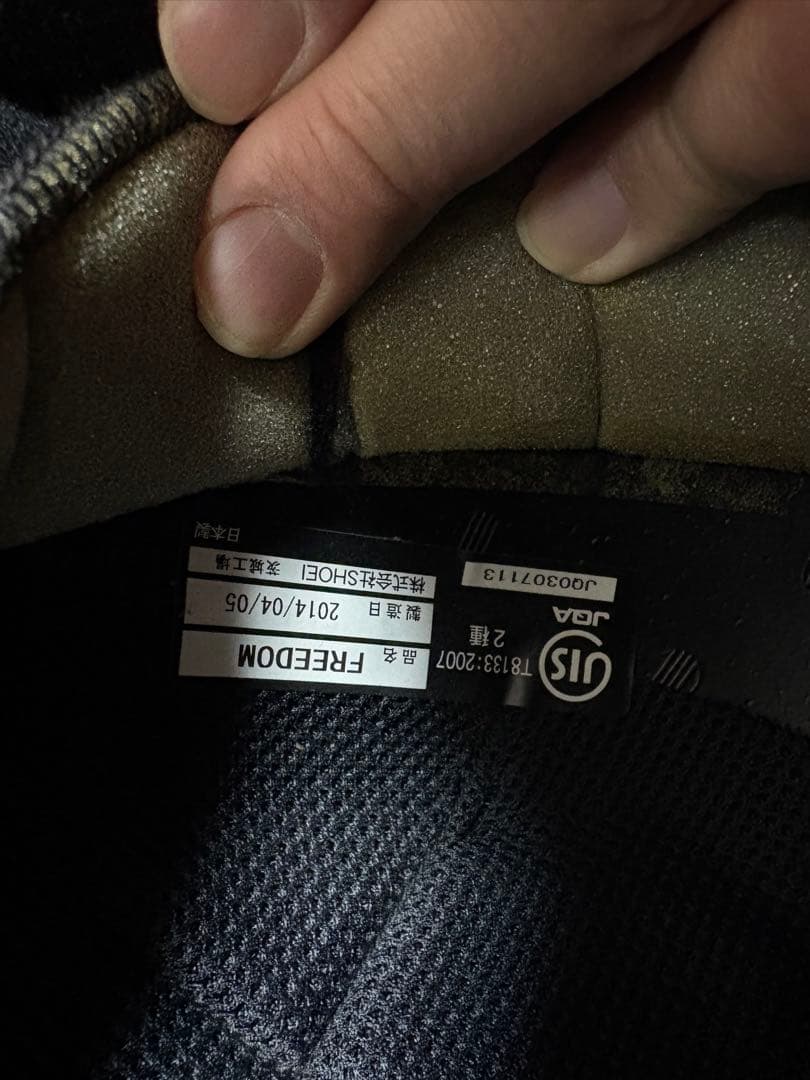 JIS
T8133:2007
2種
JQA
JQ0307113
品名 FREEDOM
製造日 2014/04/05
株式会社SHOEI 茨城工場
日本製